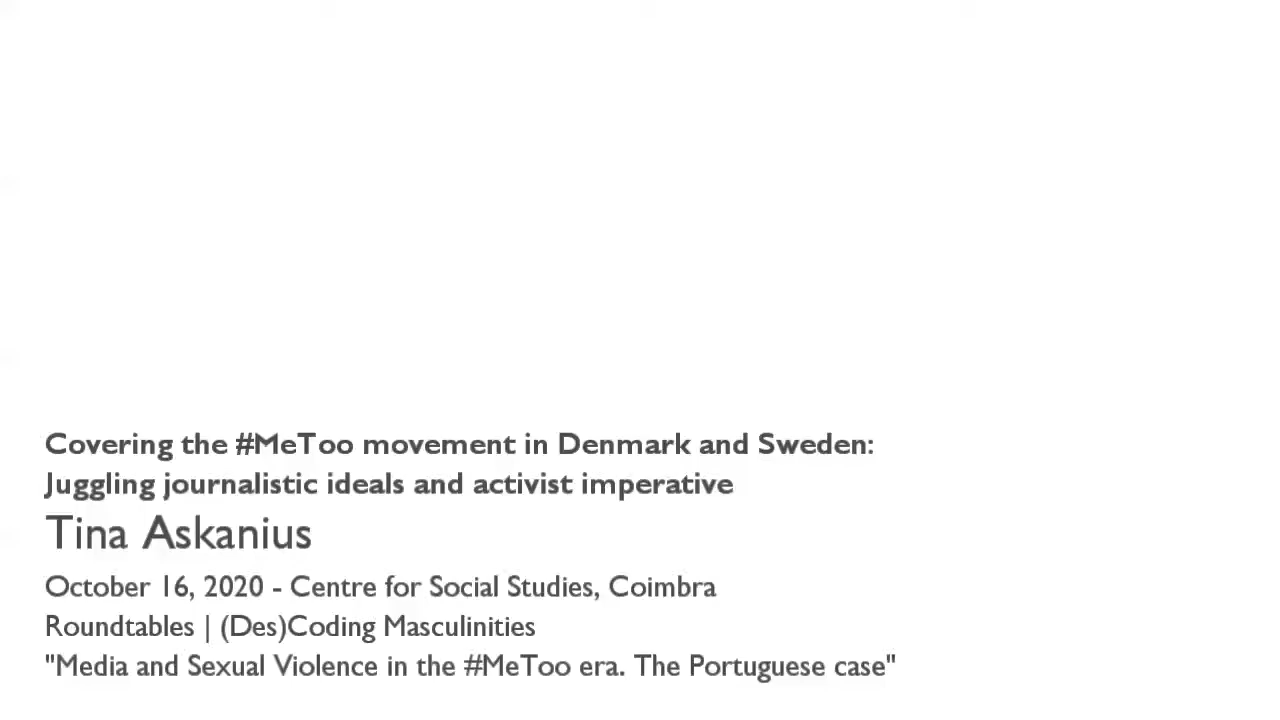 Covering the #MeToo movement in Denmark and Sweden:
Juggling journalistic ideals and activist imperative
Tina Askanius
October 16, 2020 - Centre for Social Studies, Coimbra
Roundtables | (Des)Coding Masculinities
"Media and Sexual Violence in the #MeToo era. The Portuguese case"